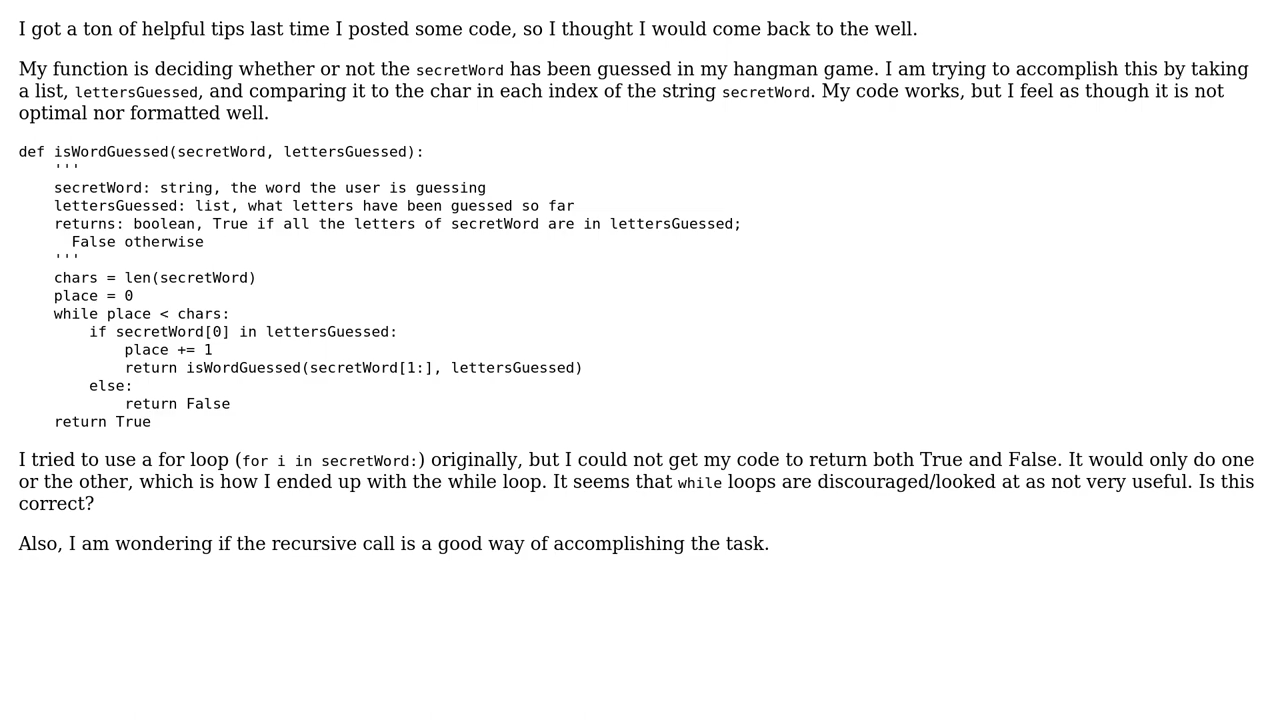 I got a ton of helpful tips last time I posted some code, so I thought I would come back to the well.
My function is deciding whether or not the secretWord has been guessed in my hangman game. I am trying to accomplish this by taking
a list, lettersGuessed, and comparing it to the char in each index of the string secretWord. My code works, but I feel as though it is not
optimal nor formatted well.
def isWordGuessed(secretWord, lettersGuessed):
    '''
    secretWord: string, the word the user is guessing
    lettersGuessed: list, what letters have been guessed so far
    returns: boolean, True if all the letters of secretWord are in lettersGuessed;
      False otherwise
    '''
    chars = len(secretWord)
    place = 0
    while place < chars:
        if secretWord[0] in lettersGuessed:
            place += 1
            return isWordGuessed(secretWord[1:], lettersGuessed)
        else:
            return False
    return True
I tried to use a for loop (for i in secretWord:) originally, but I could not get my code to return both True and False. It would only do one
or the other, which is how I ended up with the while loop. It seems that while loops are discouraged/looked at as not very useful. Is this
correct?
Also, I am wondering if the recursive call is a good way of accomplishing the task.